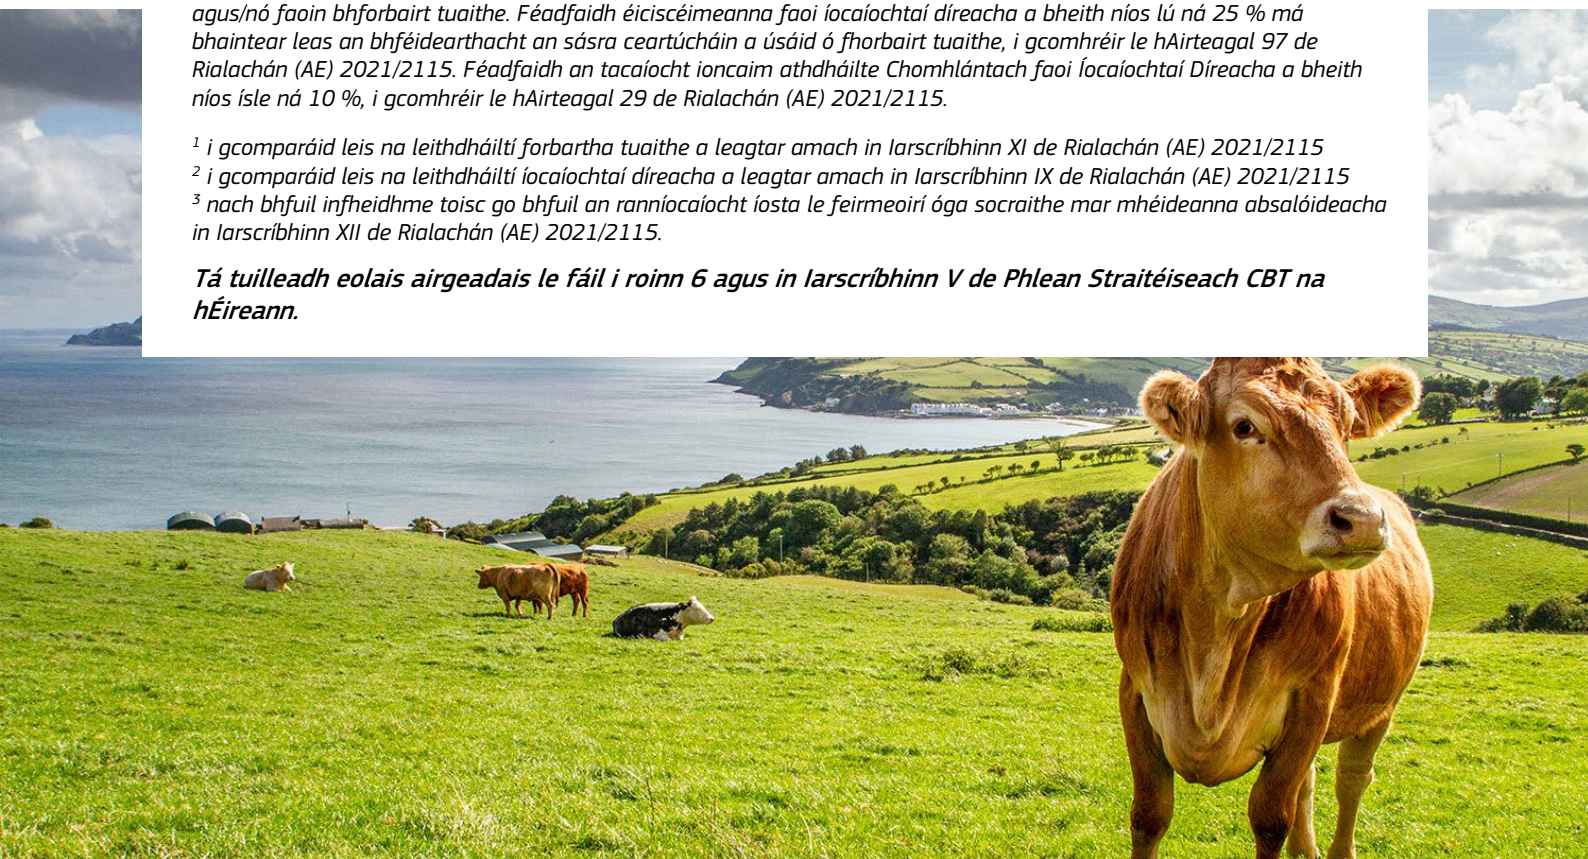 agus/nó faoin bhforbairt tuaithe. Féadfaidh éiciscéimeanna faoi íocaíochtaí díreacha a bheith níos lú ná 25 % má
bhaintear leas an bhféidearthacht an sásra ceartúcháin a úsáid ó fhorbairt tuaithe, i gcomhréir le hAirteagal 97 de
Rialachán (AE) 2021/2115. Féadfaidh an tacaíocht ioncaim athdháilte Chomhlántach faoi Íocaíochtaí Díreacha a bheith
níos ísle ná 10 %, i gcomhréir le hAirteagal 29 de Rialachán (AE) 2021/2115.
1 i gcomparáid leis na leithdháiltí forbartha tuaithe a leagtar amach in Iarscríbhinn XI de Rialachán (AE) 2021/2115
2 i gcomparáid leis na leithdháiltí íocaíochtaí díreacha a leagtar amach in Iarscríbhinn IX de Rialachán (AE) 2021/2115
3 nach bhfuil infheidhme toisc go bhfuil an ranníocaíocht íosta le feirmeoirí óga socraithe mar mhéideanna absalóideacha
in Iarscríbhinn XII de Rialachán (AE) 2021/2115.
Tá tuilleadh eolais airgeadais le fáil i roinn 6 agus in Iarscríbhinn V de Phlean Straitéiseach CBT na
hÉireann.